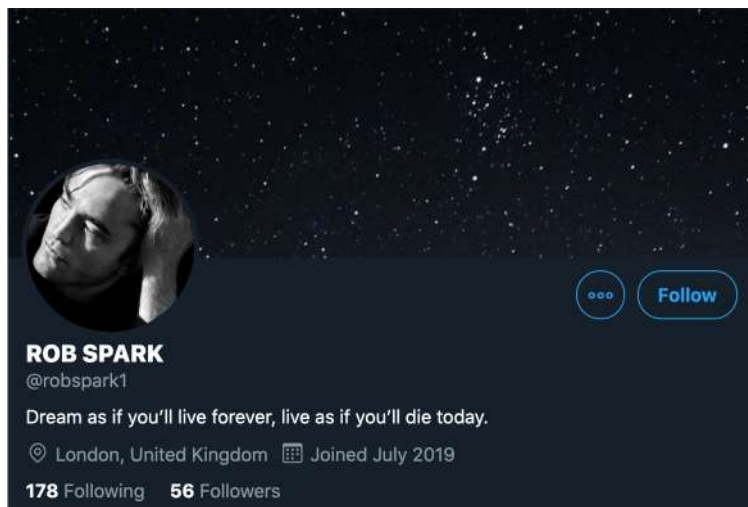 Follow
ROB SPARK
@robspark1
Dream as if you’ll live forever, live as if you’ll die today.
London, United Kingdom Joined July 2019
178 Following 56 Followers